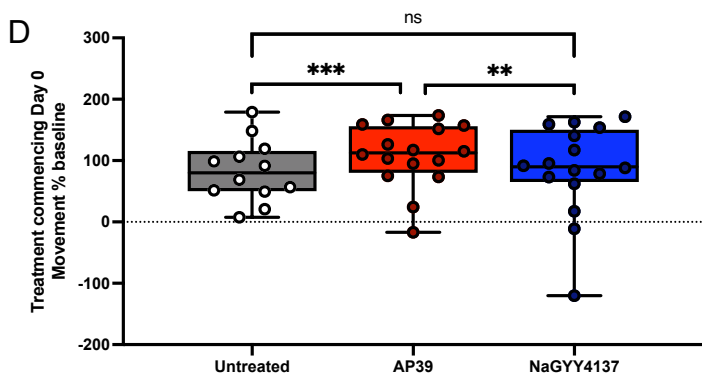 D
ns
***
**
Treatment commencing Day 0
Movement % baseline
300
200
100
0
-100
-200
Untreated
AP39
NaGYY4137